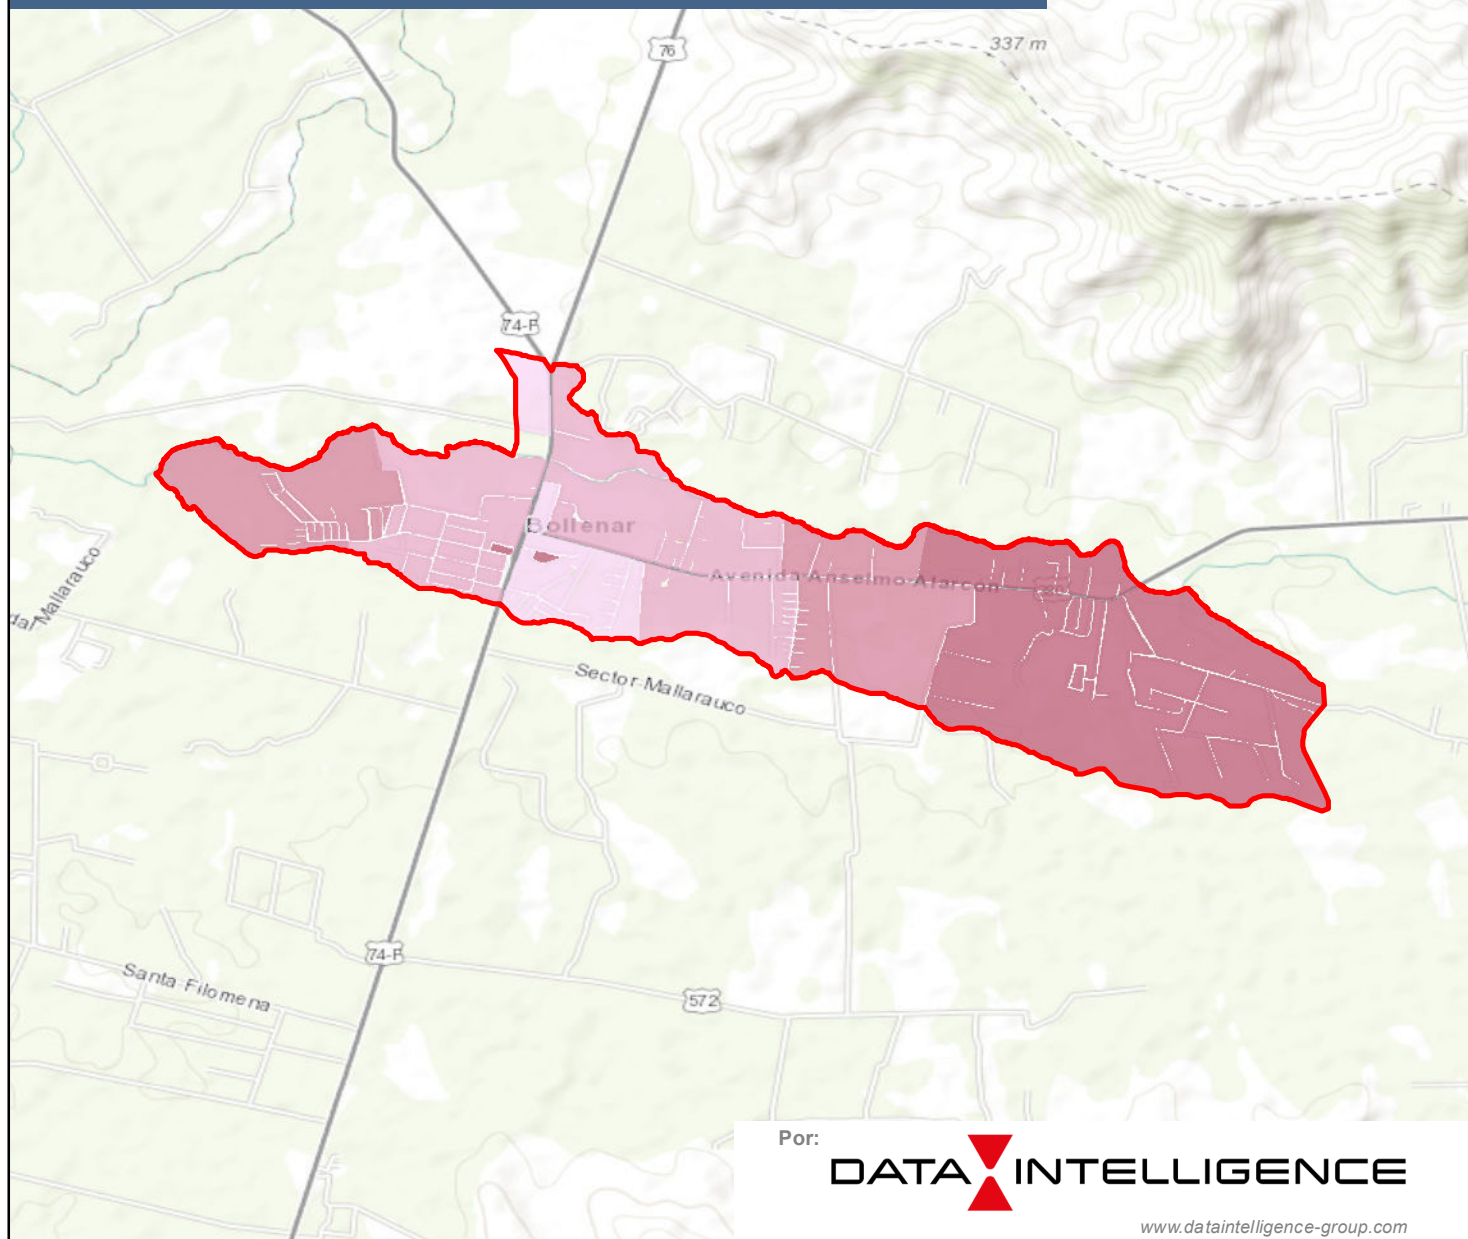 337 m
76
74-F
Bollenar
Avenida Anselmo Alarcón
Mallarauco
Sector Mallarauco
74-F
Santa Filomena
572
Por:
DATA INTELLIGENCE
www.dataintelligence-group.com